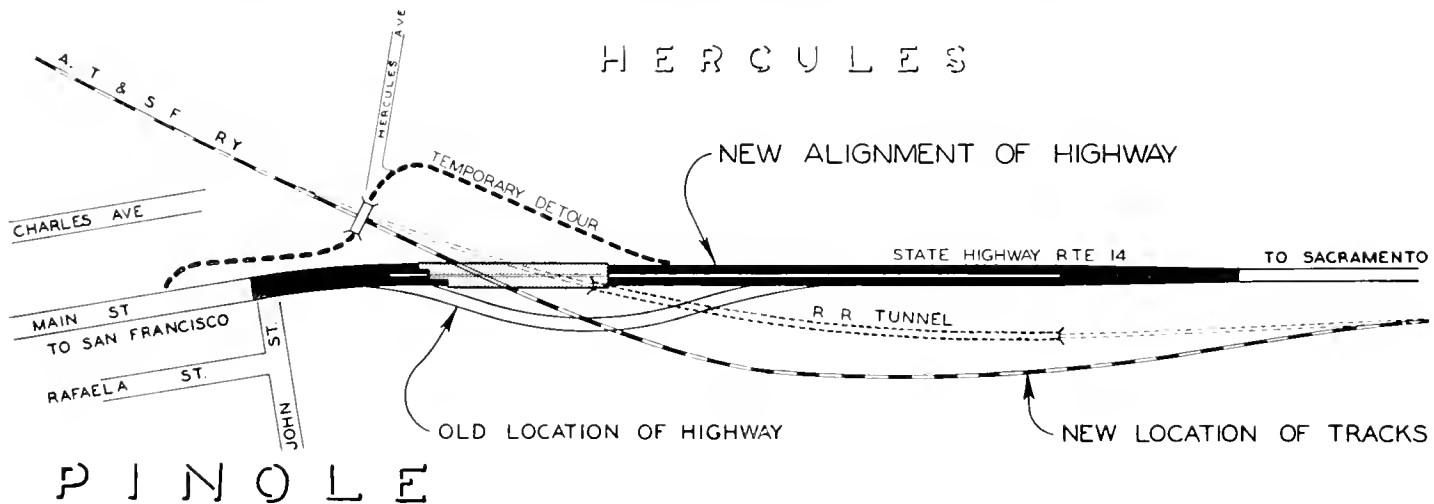 HERCULES
A. T & S F. RY
HERCULES AVE
TEMPORARY DETOUR
NEW ALIGNMENT OF HIGHWAY
CHARLES AVE
STATE HIGHWAY RTE 14
TO SACRAMENTO
MAIN ST
TO SAN FRANCISCO
R R TUNNEL
RAFAELA ST.
JOHN ST.
OLD LOCATION OF HIGHWAY
NEW LOCATION OF TRACKS
PINOLE